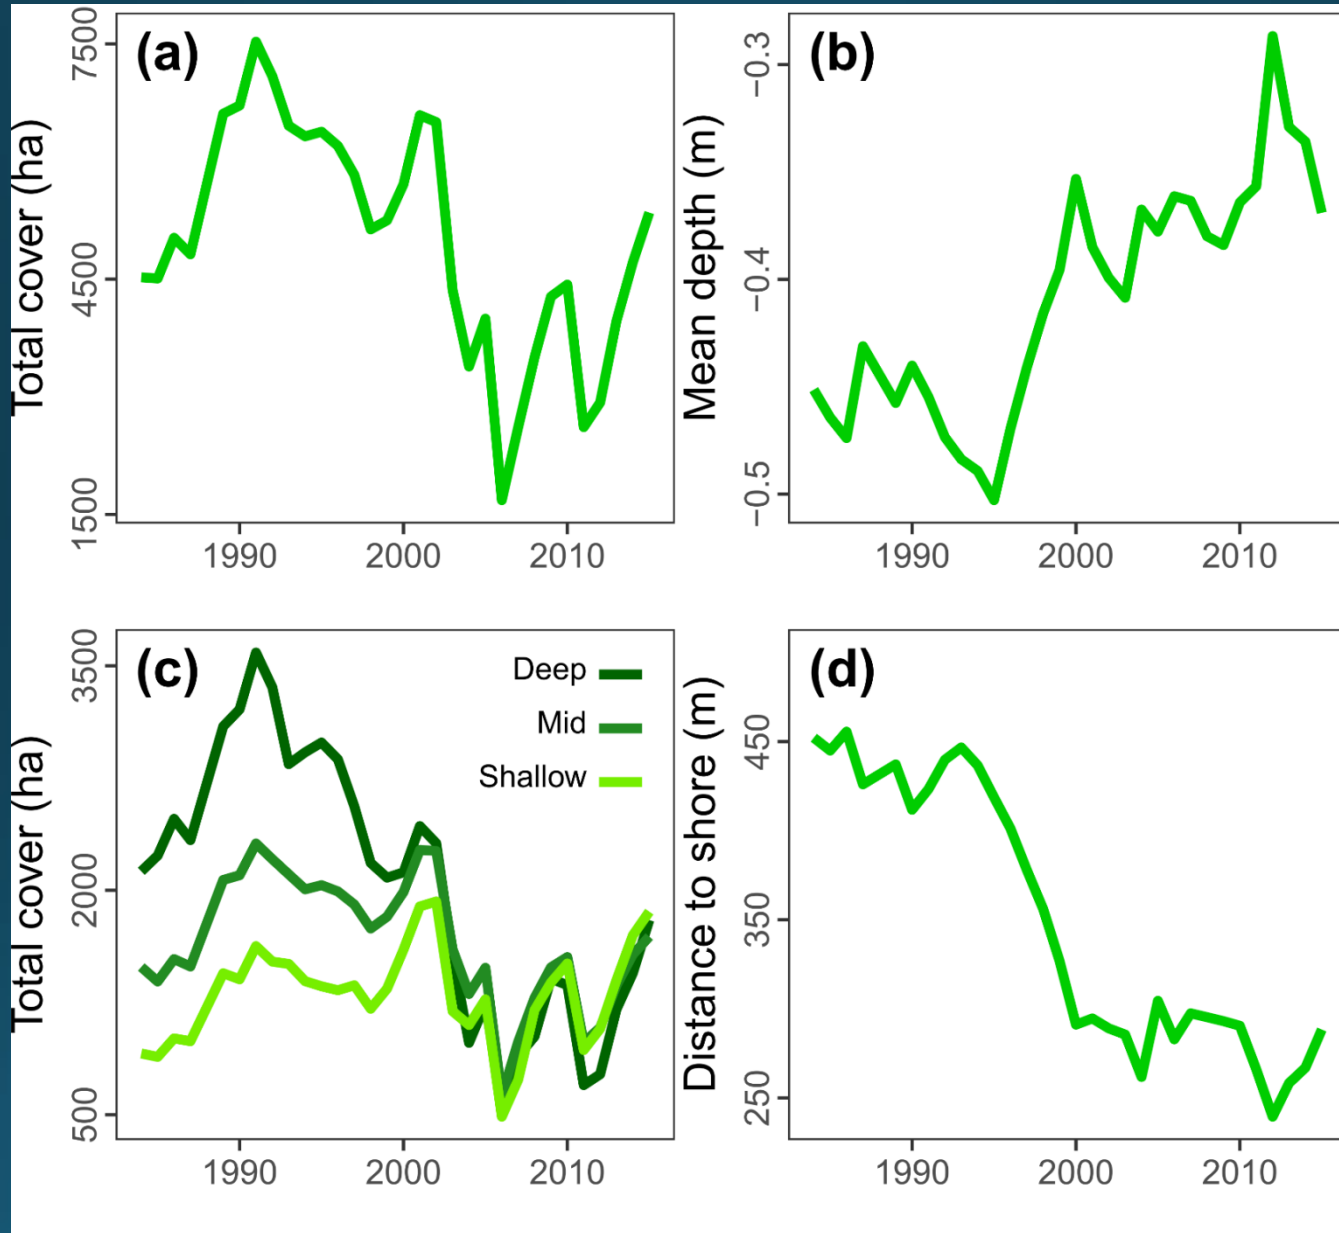 (a)
Total cover (ha)
7500
4500
1500
1990 2000 2010
(b)
Mean depth (m)
−0.3
−0.4
−0.5
1990 2000 2010
(c)
Total cover (ha)
3500
2000
500
Deep
Mid
Shallow
1990 2000 2010
(d)
Distance to shore (m)
450
350
250
1990 2000 2010